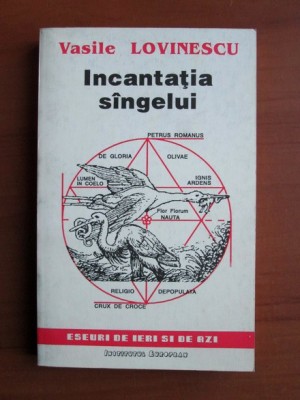 Vasile LOVINESCU
Incantaţia
sîngelui
PETRUS ROMANUS
DE GLORIA
OLIVAE
LUMEN
IN COELO
IGNIS
ARDENS
Flor Florum
NAUTA
RELIGIO
DEPOPULATA
CRUX DE CROCE
ESEURI DE IERI SI DE AZI
INSTITUTUL EUROPEAN